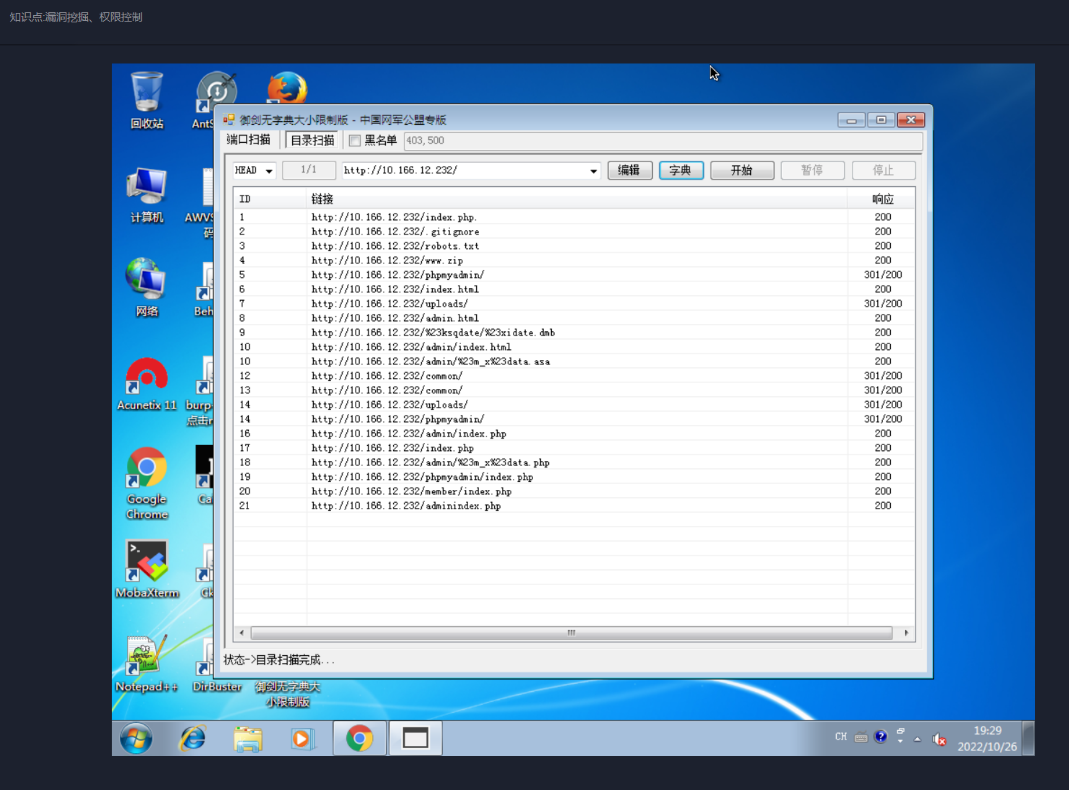 知识点:漏洞挖掘、权限控制
回收站
计算机
网络
Acunetix 11
Google
Chrome
MobaXterm
Notepad++
DirBuster
御剑无字典大
小限制版
御剑无字典大小限制版 - 中国网军公盟专版
端口扫描 目录扫描 黑名单 403,500
HEAD 1/1 http://10.166.12.232/ 编辑 字典 开始 暂停 停止
ID 链接 响应
1 http://10.166.12.232/index.php. 200
2 http://10.166.12.232/.gitignore 200
3 http://10.166.12.232/robots.txt 200
4 http://10.166.12.232/www.zip 200
5 http://10.166.12.232/phpmyadmin/ 301/200
6 http://10.166.12.232/index.html 200
7 http://10.166.12.232/uploads/ 301/200
8 http://10.166.12.232/admin.html 200
9 http://10.166.12.232/%23ksqdate/%23xidate.dmb 200
10 http://10.166.12.232/admin/index.html 200
10 http://10.166.12.232/admin/%23m_x%23data.asa 200
12 http://10.166.12.232/common/ 301/200
13 http://10.166.12.232/common/ 301/200
14 http://10.166.12.232/uploads/ 301/200
14 http://10.166.12.232/phpmyadmin/ 301/200
16 http://10.166.12.232/admin/index.php 200
17 http://10.166.12.232/index.php 200
18 http://10.166.12.232/admin/%23m_x%23data.php 200
19 http://10.166.12.232/phpmyadmin/index.php 200
20 http://10.166.12.232/member/index.php 200
21 http://10.166.12.232/adminindex.php 200
状态->目录扫描完成...
CH
19:29
2022/10/26